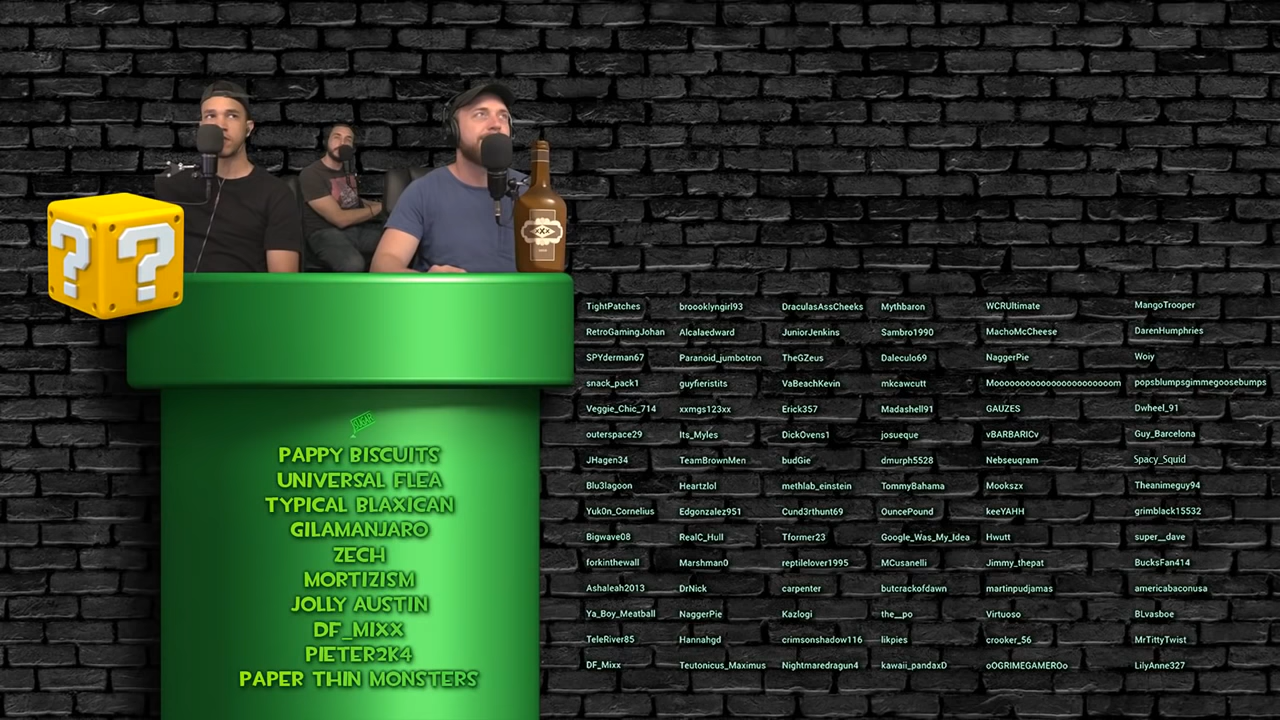 ? ?
XXX
SUGAR
PAPPY BISCUITS
UNIVERSAL FLEA
TYPICAL BLAXICAN
GILAMANJARO
ZECH
MORTIZISM
JOLLY AUSTIN
DF_MIXX
PIETER2K4
PAPER THIN MONSTERS
TightPatches broooklyngirl93 DraculasAssCheeks Mythbaron WCRUltimate MangoTrooper
RetroGamingJohan Alcalaedward JuniorJenkins Sambro1990 MachoMcCheese DarenHumphries
SPYderman67 Paranoid_jumbotron TheGZeus Daleculo69 NaggerPie Woiy
snack_pack1 guyfieristits VaBeachKevin mkcawcutt Mooooooooooooooooooooooom popsblumpsgimmegoosebumps
Veggie_Chic_714 xxmgs123xx Erick357 Madashell91 GAUZES Dwheel_91
outerspace29 Its_Myles DickOvens1 josueque vBARBARICv Guy_Barcelona
JHagen34 TeamBrownMen budGie dmurph5528 Nebseuqram Spacy_Squid
Blu3lagoon Heartzlol methlab_einstein TommyBahama Mookszx Theanimeguy94
Yuk0n_Cornelius Edgonzalez951 Cund3rthunt69 OuncePound keeYAHH grimblack15532
Bigwave08 RealC_Hull Tformer23 Google_Was_My_Idea Hwutt super__dave
forkinthewall Marshman0 reptilelover1995 MCusanelli Jimmy_thepat BucksFan414
Ashaleah2013 DrNick carpenter butcrackofdawn martinpudjamas americabaconusa
Ya_Boy_Meatball NaggerPie Kazlogi the__po Virtuoso BLvasboe
TeleRiver85 Hannahgd crimsonshadow116 likpies crooker_56 MrTittyTwist
DF_Mixx Teutonicus_Maximus Nightmaredragun4 kawaii_pandaxD oOGRIMEGAMEROo LilyAnne327